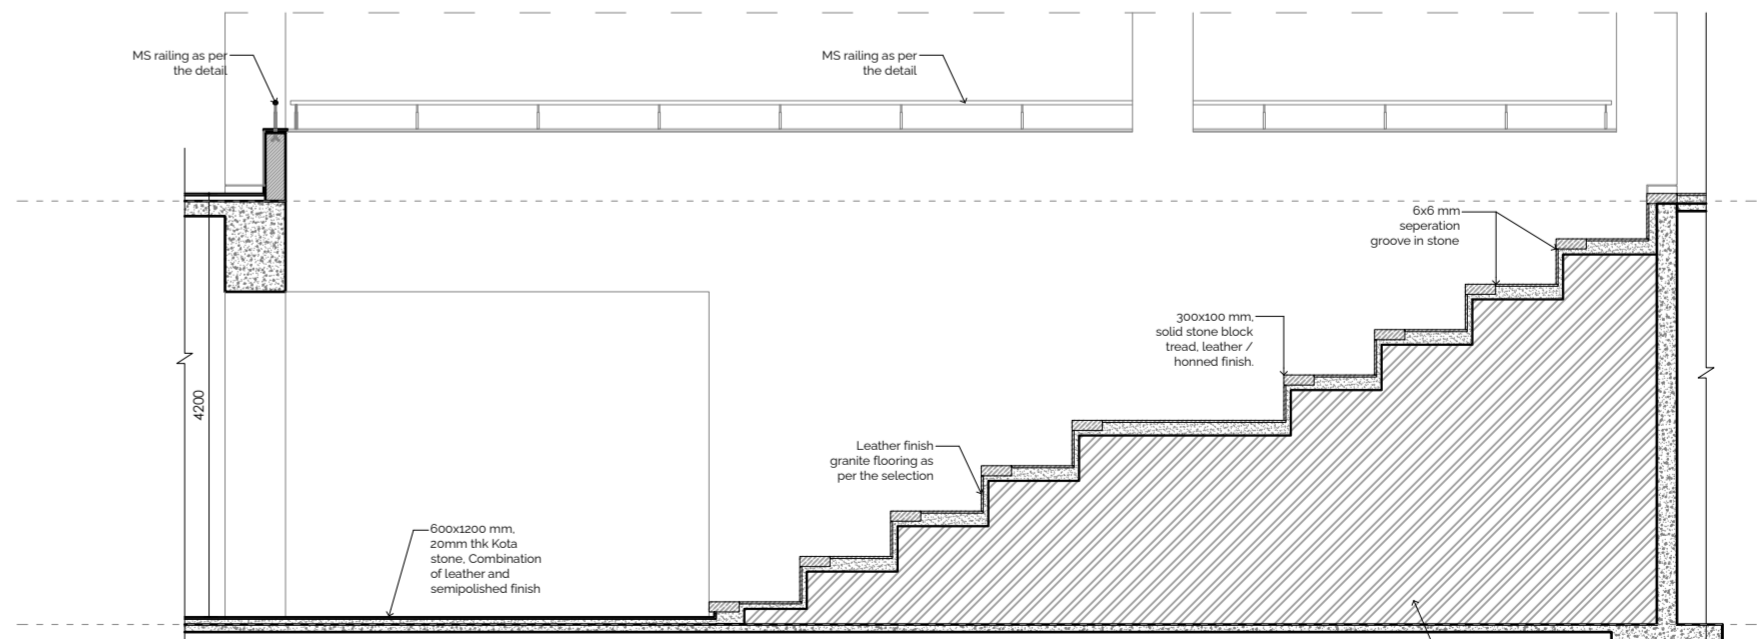 MS railing as per
the detail
MS railing as per
the detail
6x6 mm
seperation
groove in stone
300x100 mm,
solid stone block
tread, leather /
honned finish.
4200
Leather finish
granite flooring as
per the selection
600x1200 mm,
20mm thk Kota
stone, Combination
of leather and
semipolished finish